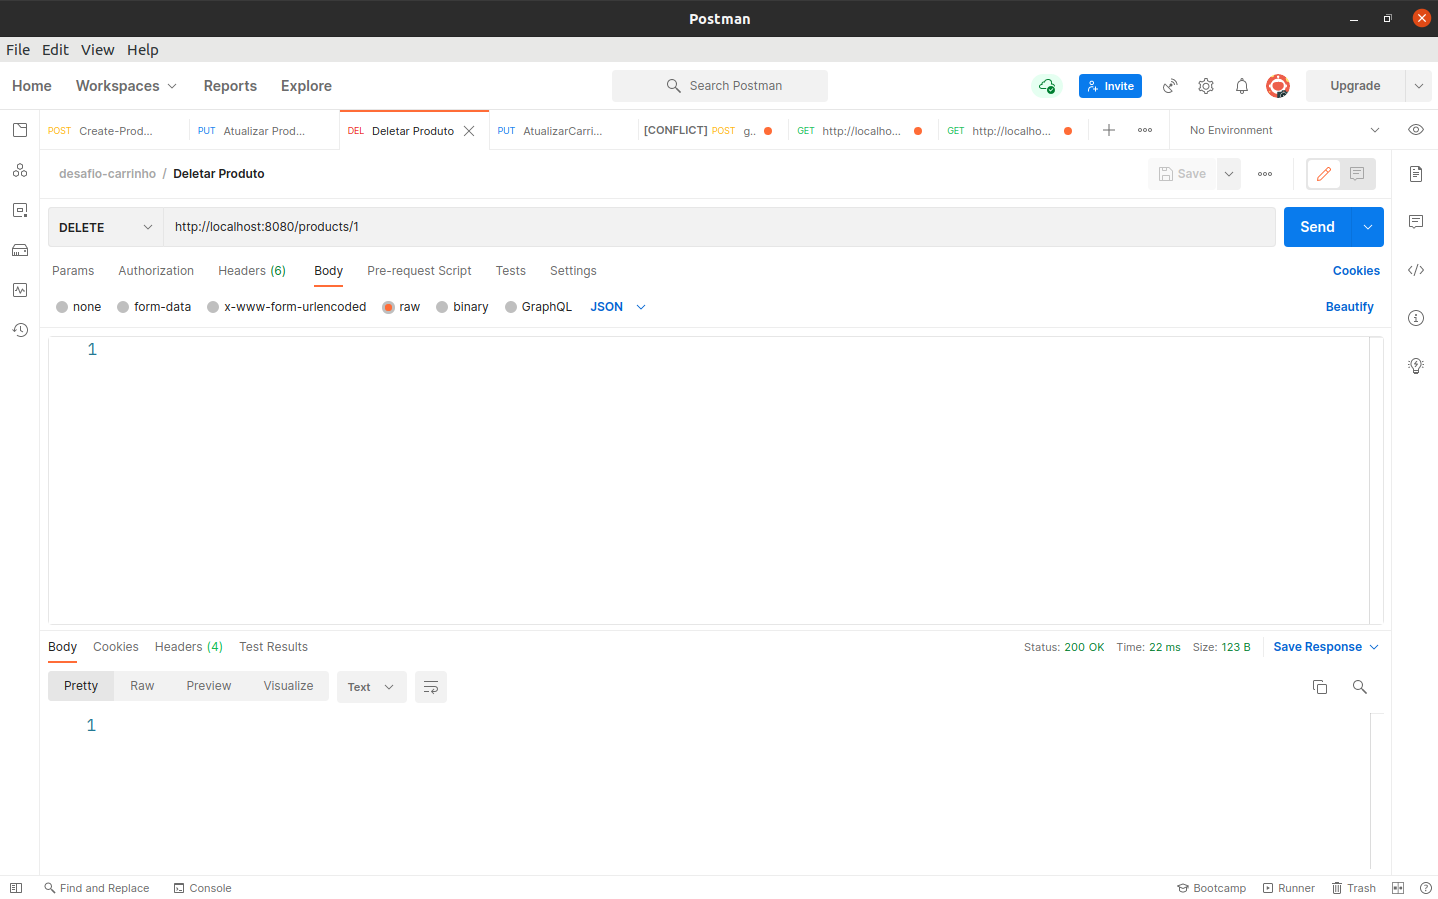 Postman
File Edit View Help
Home Workspaces Reports Explore Search Postman Invite Upgrade
POST Create-Prod... PUT Atualizar Prod... DEL Deletar Produto PUT AtualizarCarri... [CONFLICT] POST g.. GET http://localho... GET http://localho... No Environment
desafio-carrinho / Deletar Produto Save
DELETE http://localhost:8080/products/1 Send
Params Authorization Headers (6) Body Pre-request Script Tests Settings Cookies
none form-data x-www-form-urlencoded raw binary GraphQL JSON Beautify
1
Body Cookies Headers (4) Test Results Status: 200 OK Time: 22 ms Size: 123 B Save Response
Pretty Raw Preview Visualize Text
1
Find and Replace Console Bootcamp Runner Trash